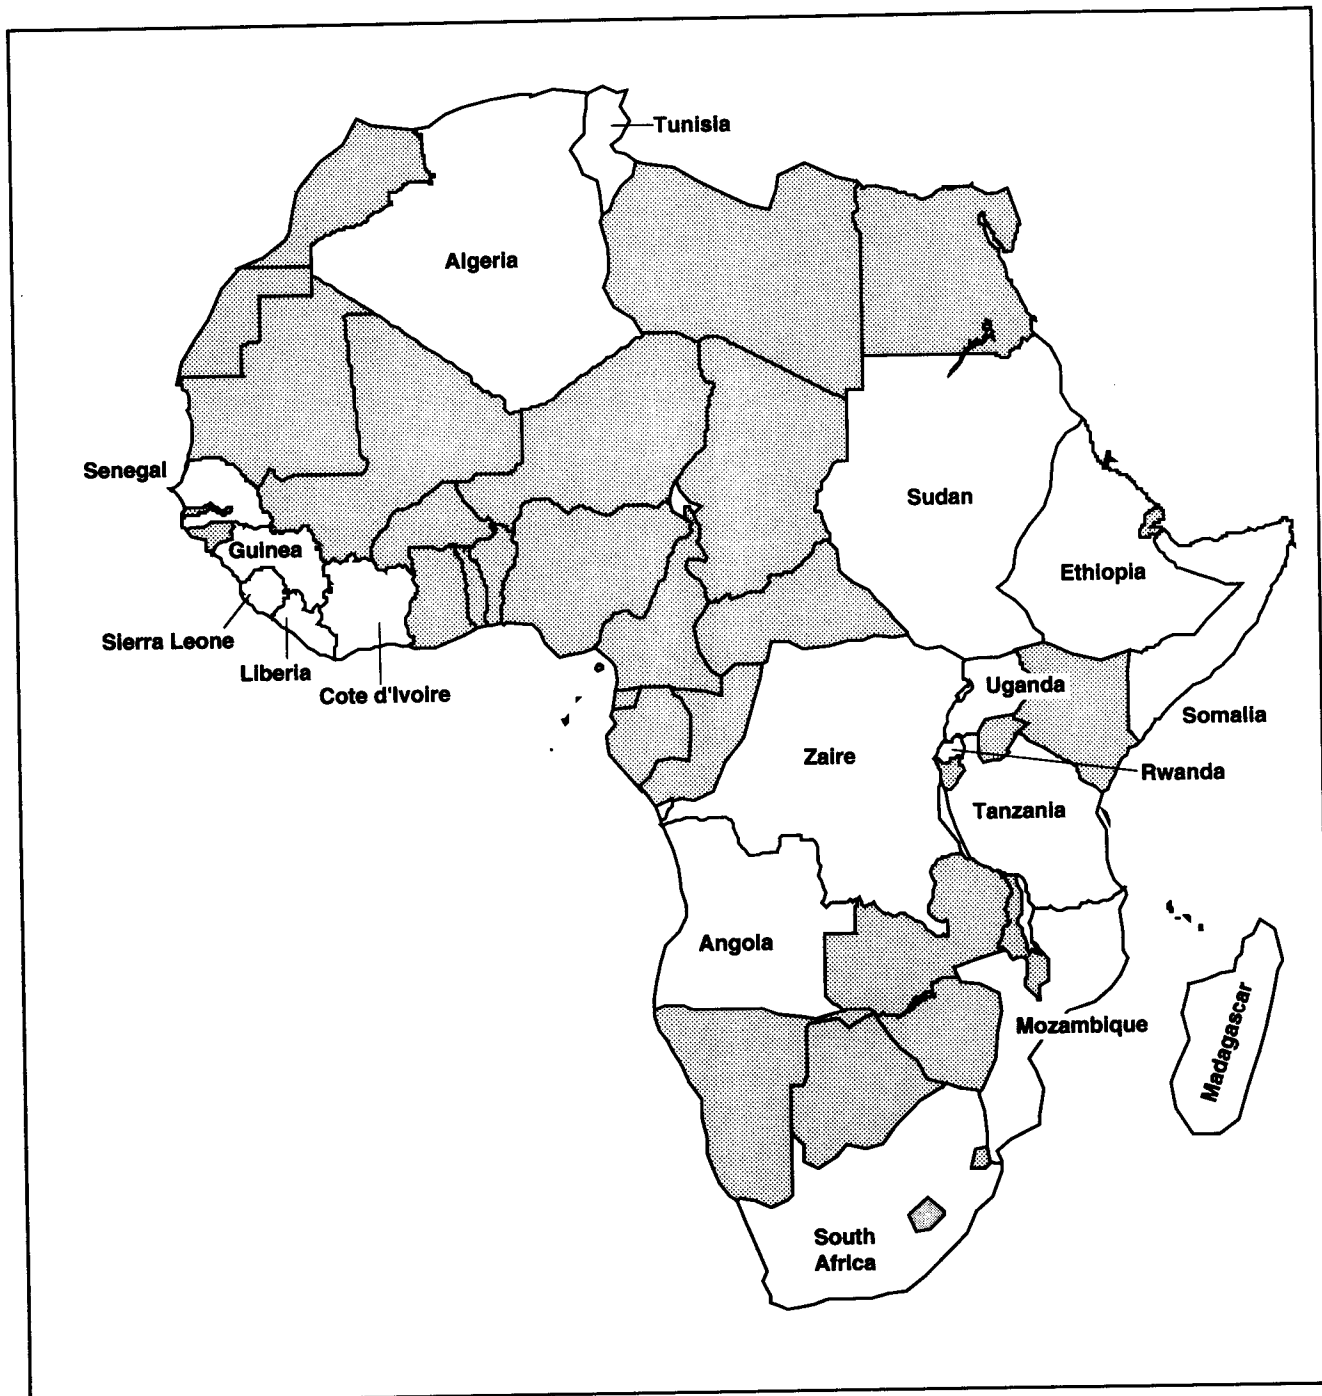 Tunisia
Algeria
Senegal
Sudan
Guinea
Ethiopia
Sierra Leone
Liberia
Cote d'Ivoire
Uganda
Somalia
Zaire
Rwanda
Tanzania
Angola
Mozambique
Madagascar
South
Africa